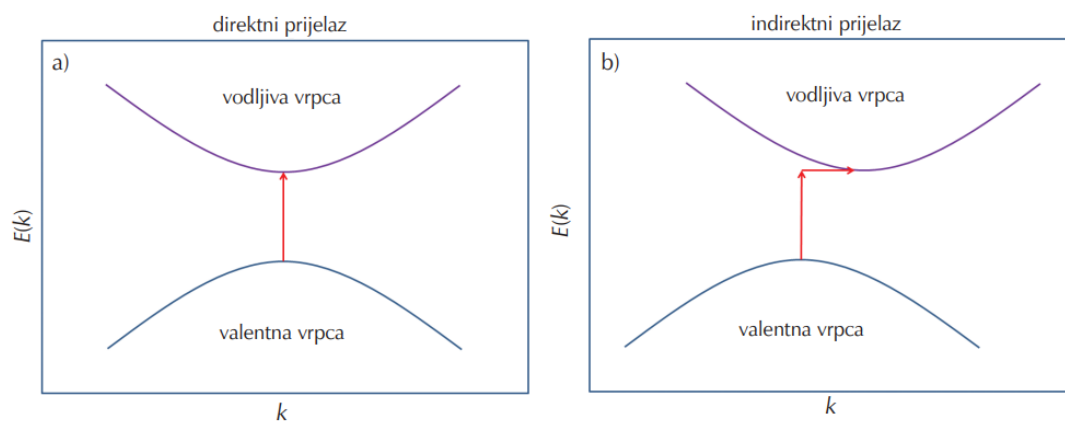 direktni prijelaz
a)
vodljiva vrpca
E(k)
valentna vrpca
k
indirektni prijelaz
b)
vodljiva vrpca
E(k)
valentna vrpca
k